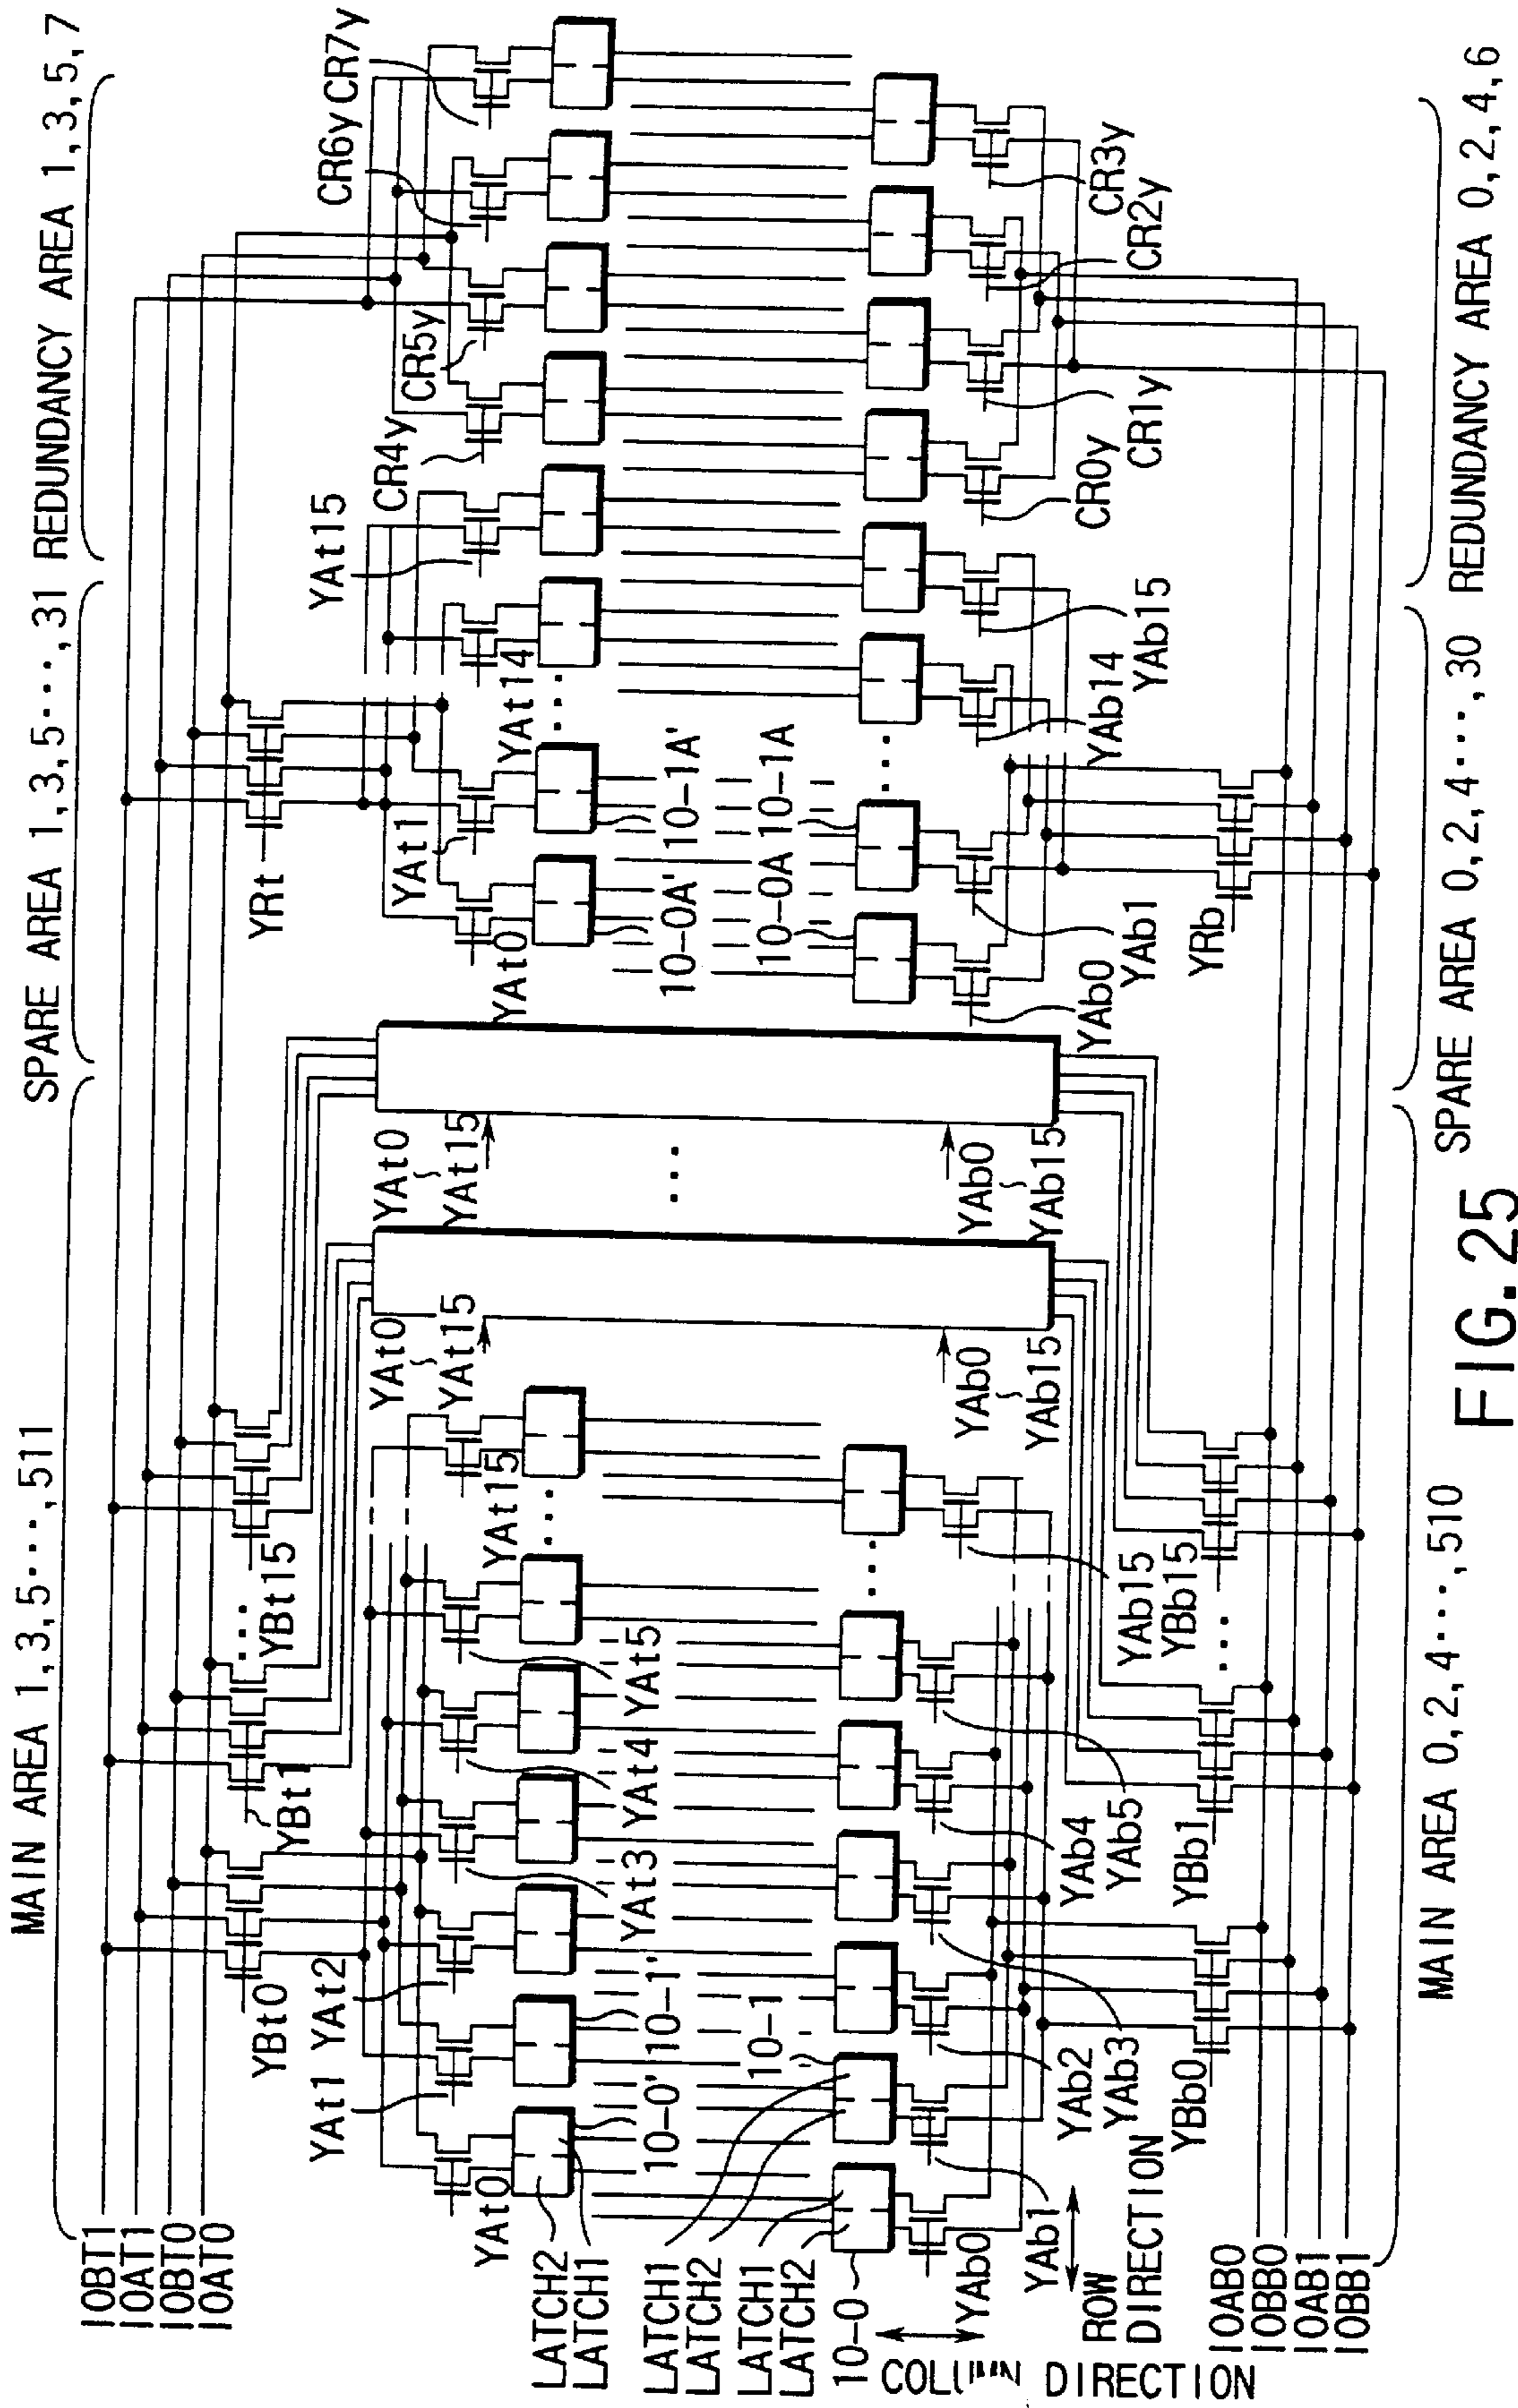 MAIN AREA 1,3,5···,511
SPARE AREA 1,3,5···,31
REDUNDANCY AREA 1,3,5,7
IOBT1
IOAT1
IOBT0
IOAT0
YBt0
YBt1
···
YBt15
YRt
YAt0
YAt1
YAt2
YAt3
YAt4
YAt5
···
YAt15
YAt0
~
YAt15
YAt0
~
YAt15
···
YAt0
YAt1
YAt14
···
YAt15
CR4y
CR5y
CR6y
CR7y
LATCH2
LATCH1
10-0'
10-1'
10-0A'
10-1A'
LATCH1
LATCH2
LATCH1
LATCH2
10-0
10-1
10-0A
10-1A
···
···
YAb0
YAb1
YAb2
YAb3
YAb4
YAb5
YAb15
YAb0
~
YAb15
YAb0
~
YAb15
YAb0
YAb1
YAb14
YAb15
CR0y
CR1y
CR2y
CR3y
YBb0
YBb1
···
YBb15
YRb
ROW
DIRECTION
COLUMN DIRECTION
IOAB0
IOBB0
IOAB1
IOBB1
MAIN AREA 0,2,4···,510
SPARE AREA 0,2,4···,30
REDUNDANCY AREA 0,2,4,6
FIG.25